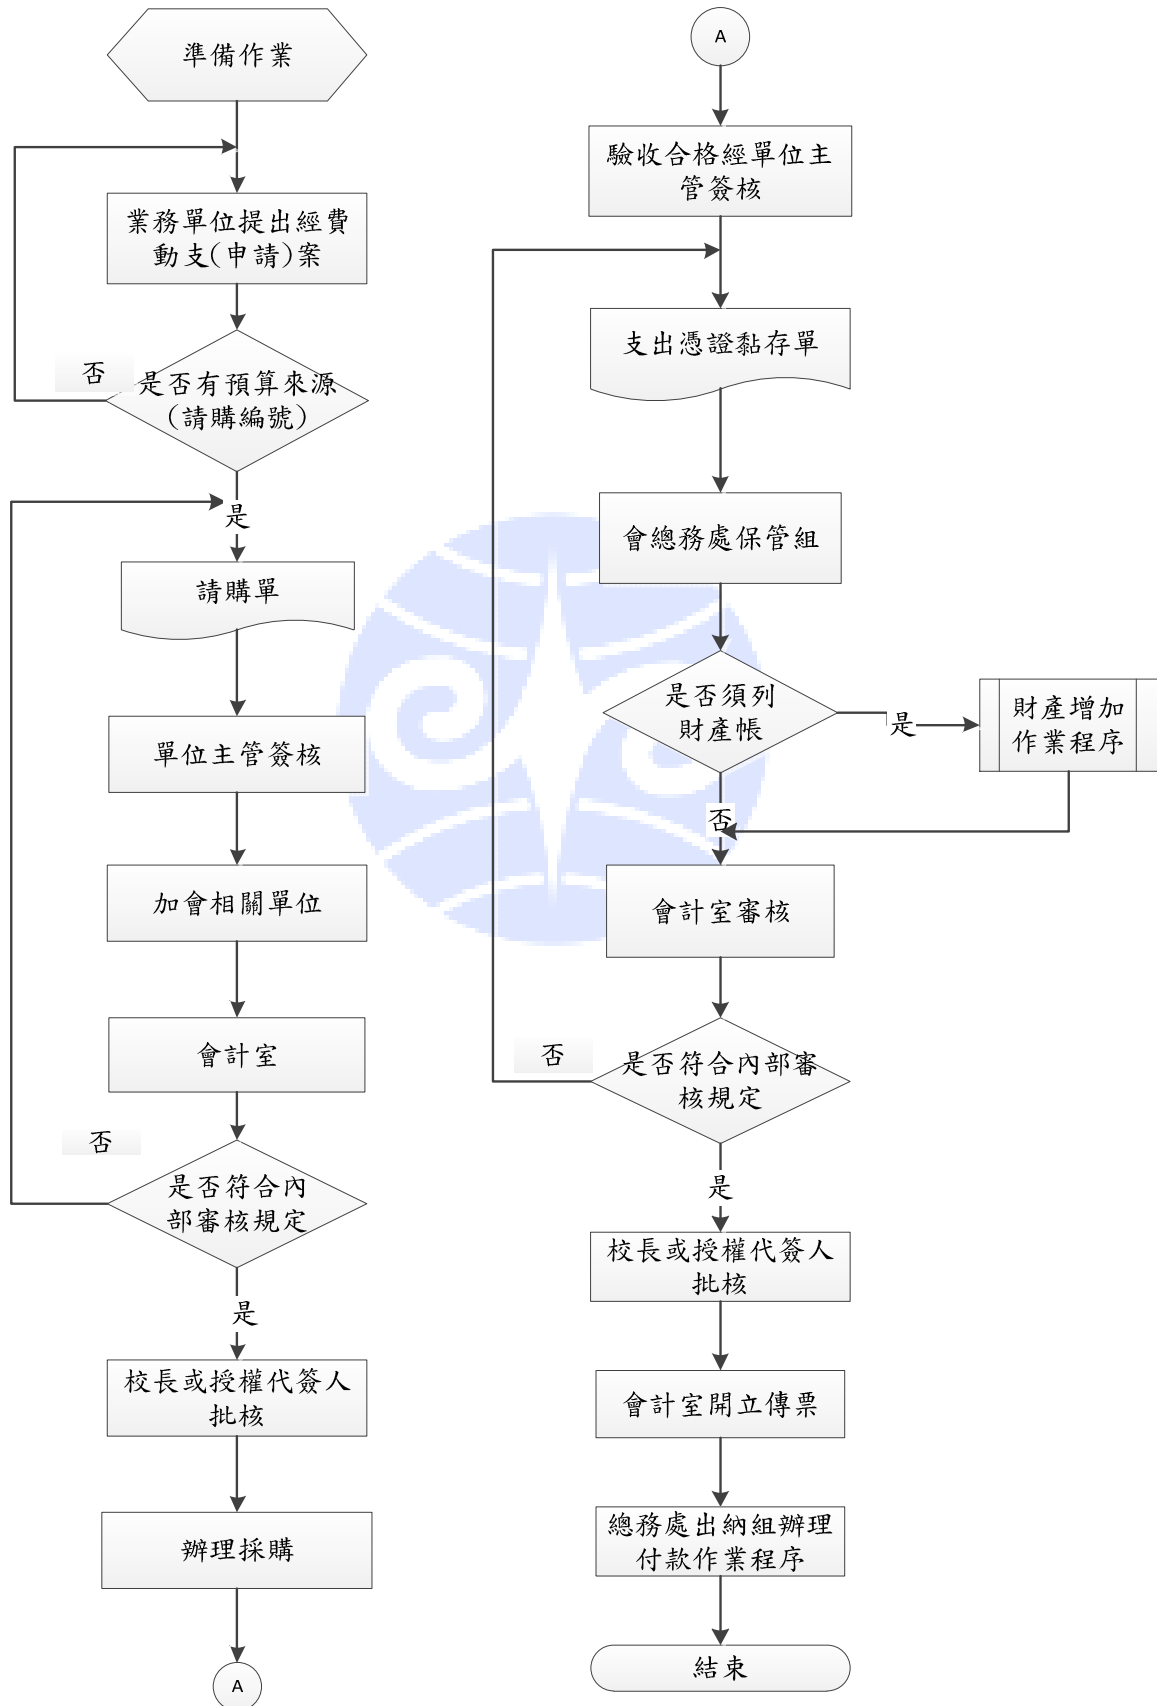 準備作業
業務單位提出經費
動支(申請)案
否
是否有預算來源
(請購編號)
是
請購單
單位主管簽核
加會相關單位
會計室
否
是否符合內
部審核規定
是
校長或授權代簽人
批核
辦理採購
A
A
驗收合格經單位主
管簽核
支出憑證黏存單
會總務處保管組
是否須列
財產帳
是
財產增加
作業程序
否
會計室審核
否
是否符合內部審
核規定
是
校長或授權代簽人
批核
會計室開立傳票
總務處出納組辦理
付款作業程序
結束